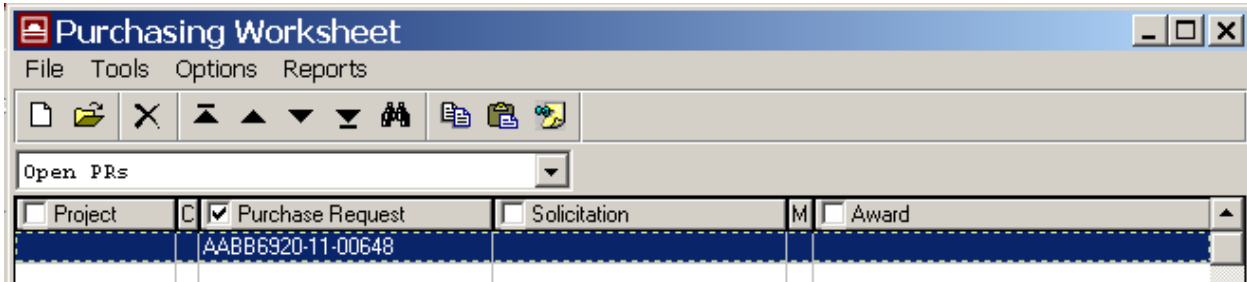 Purchasing Worksheet
File Tools Options Reports
Open PRs
Project C Purchase Request Solicitation M Award
AABB6920-11-00648